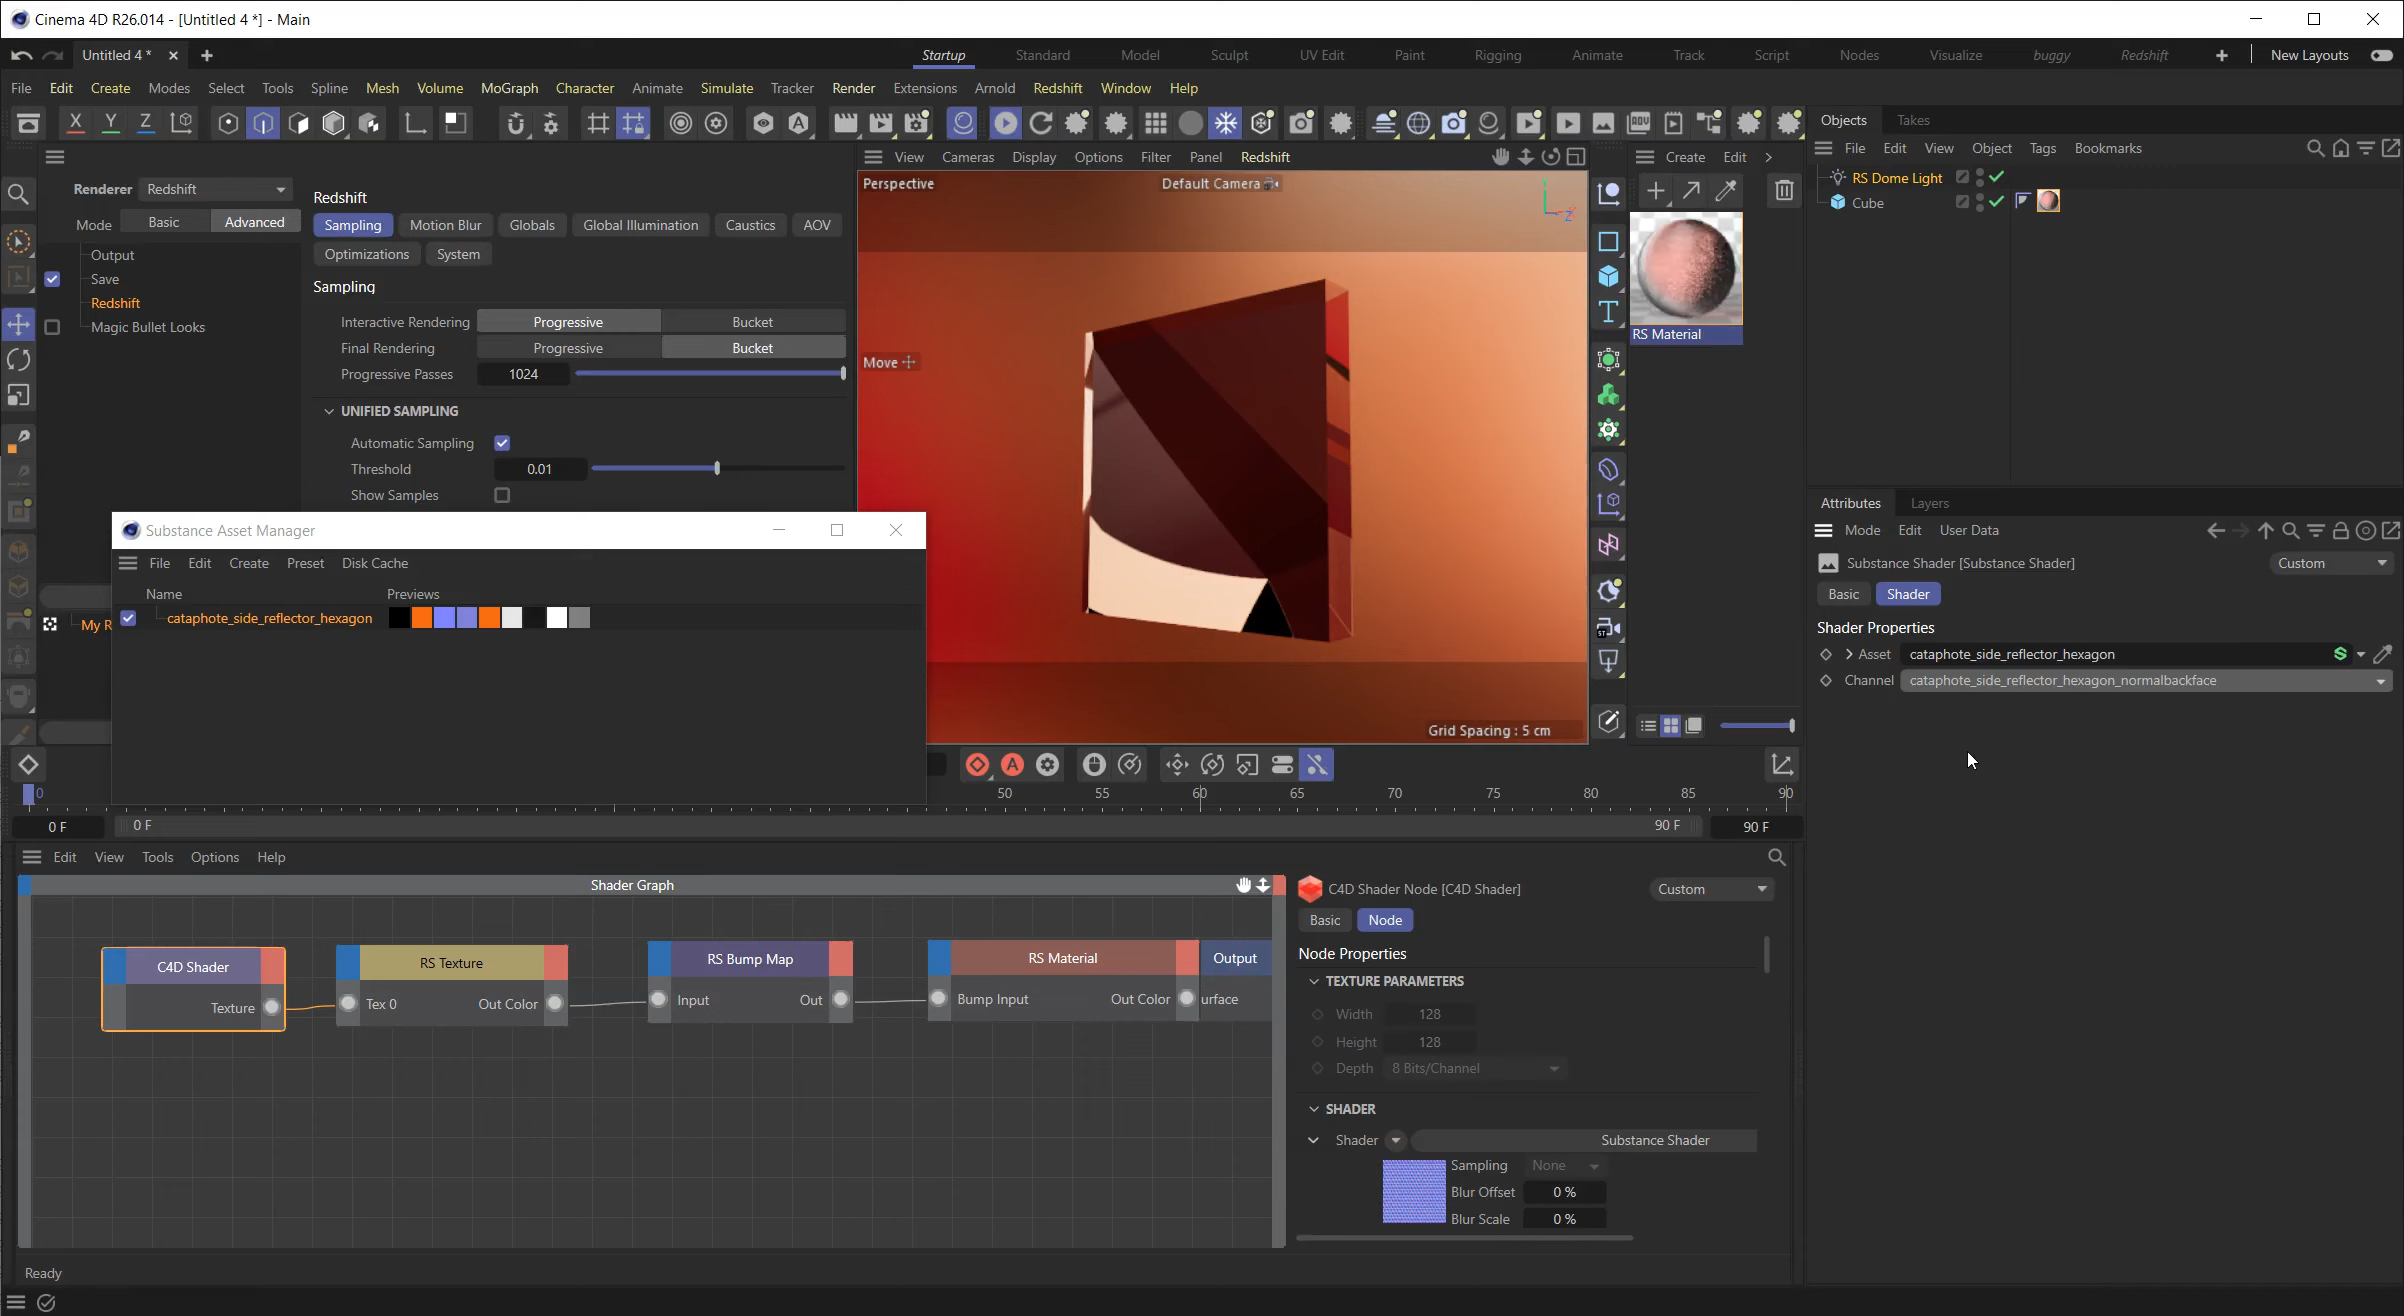 Cinema 4D R26.014 - [Untitled 4 *] - Main
Untitled 4 *
Startup Standard Model Sculpt UV Edit Paint Rigging Animate Track Script Nodes Visualize buggy Redshift New Layouts
File Edit Create Modes Select Tools Spline Mesh Volume MoGraph Character Animate Simulate Tracker Render Extensions Arnold Redshift Window Help
X Y Z
Renderer Redshift
Mode Basic Advanced
Output
Save
Redshift
Magic Bullet Looks
My R
Redshift
Sampling Motion Blur Globals Global Illumination Caustics AOV
Optimizations System
Sampling
Interactive Rendering Progressive Bucket
Final Rendering Progressive Bucket
Progressive Passes 1024
UNIFIED SAMPLING
Automatic Sampling
Threshold 0.01
Show Samples
Substance Asset Manager
File Edit Create Preset Disk Cache
Name Previews
cataphote_side_reflector_hexagon
View Cameras Display Options Filter Panel Redshift
Perspective
Default Camera
Move
Grid Spacing : 5 cm
Create Edit
RS Material
Objects Takes
File Edit View Object Tags Bookmarks
RS Dome Light
Cube
Attributes Layers
Mode Edit User Data
Substance Shader [Substance Shader]
Custom
Basic Shader
Shader Properties
Asset cataphote_side_reflector_hexagon
Channel cataphote_side_reflector_hexagon_normalbackface
0 50 55 60 65 70 75 80 85 90
0 F 0 F 90 F 90 F
Edit View Tools Options Help
Shader Graph
C4D Shader
Texture
RS Texture
Tex 0 Out Color
RS Bump Map
Input Out
RS Material
Bump Input Out Color
Output
urface
C4D Shader Node [C4D Shader]
Custom
Basic Node
Node Properties
TEXTURE PARAMETERS
Width 128
Height 128
Depth 8 Bits/Channel
SHADER
Shader Substance Shader
Sampling None
Blur Offset 0 %
Blur Scale 0 %
Ready